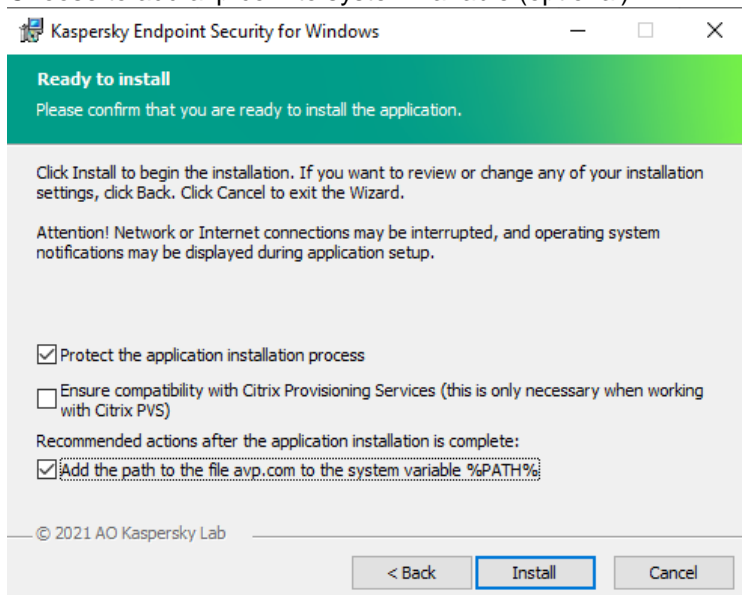 Kaspersky Endpoint Security for Windows
Ready to install
Please confirm that you are ready to install the application.
Click Install to begin the installation. If you want to review or change any of your installation
settings, click Back. Click Cancel to exit the Wizard.
Attention! Network or Internet connections may be interrupted, and operating system
notifications may be displayed during application setup.
Protect the application installation process
Ensure compatibility with Citrix Provisioning Services (this is only necessary when working
with Citrix PVS)
Recommended actions after the application installation is complete:
Add the path to the file avp.com to the system variable %PATH%
© 2021 AO Kaspersky Lab
< Back Install Cancel